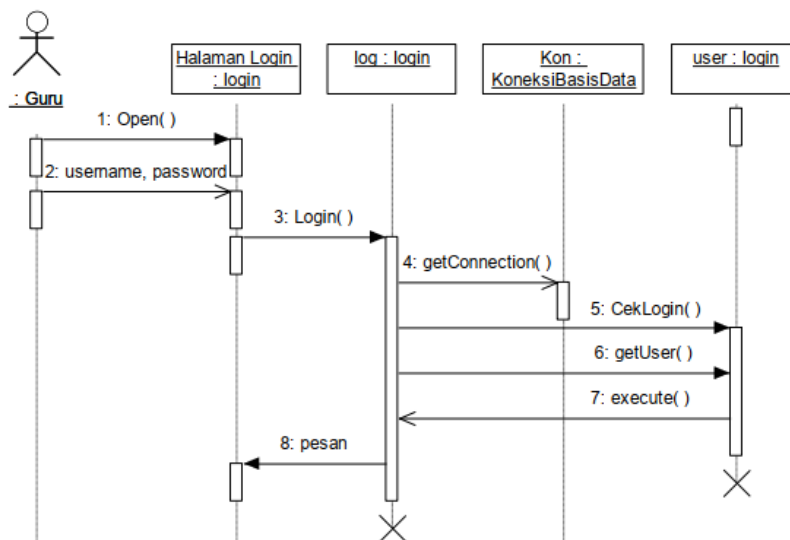 : Guru
Halaman Login
: login
log : login
Kon :
KoneksiBasisData
user : login
1: Open( )
2: username, password
3: Login( )
4: getConnection( )
5: CekLogin( )
6: getUser( )
7: execute( )
8: pesan